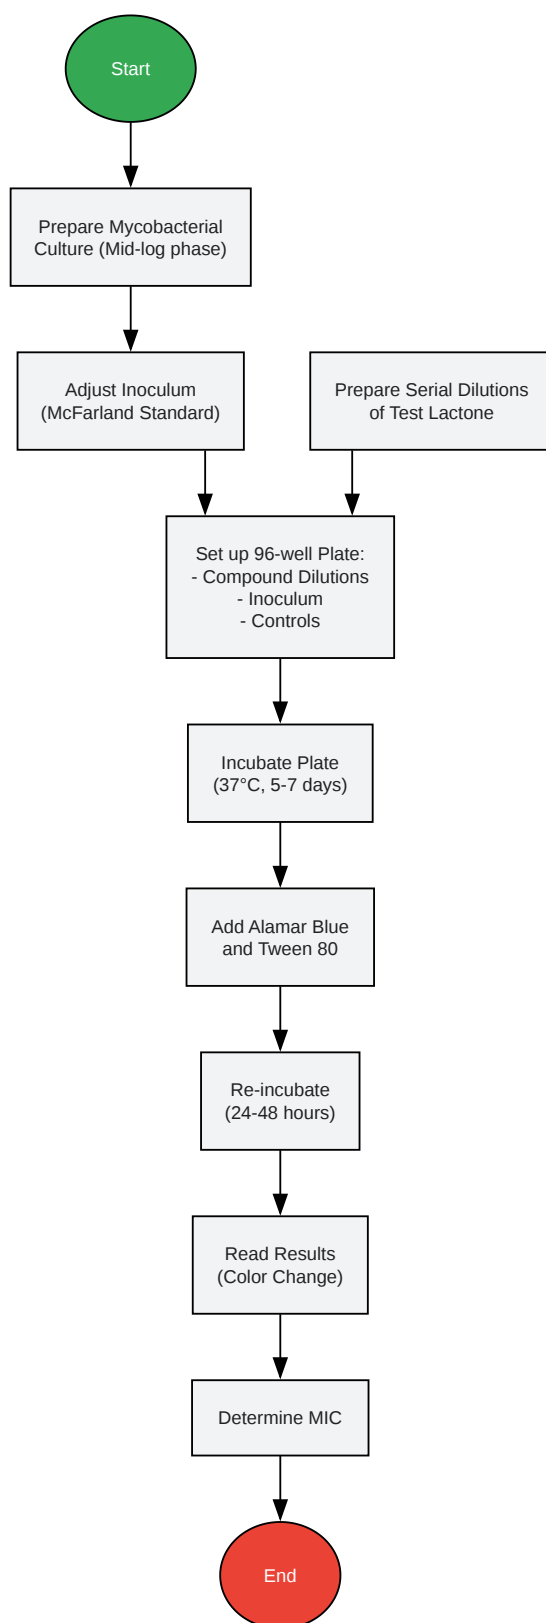 Start
Prepare Mycobacterial
Culture (Mid-log phase)
Adjust Inoculum
(McFarland Standard)
Prepare Serial Dilutions
of Test Lactone
Set up 96-well Plate:
- Compound Dilutions
- Inoculum
- Controls
Incubate Plate
(37°C, 5-7 days)
Add Alamar Blue
and Tween 80
Re-incubate
(24-48 hours)
Read Results
(Color Change)
Determine MIC
End